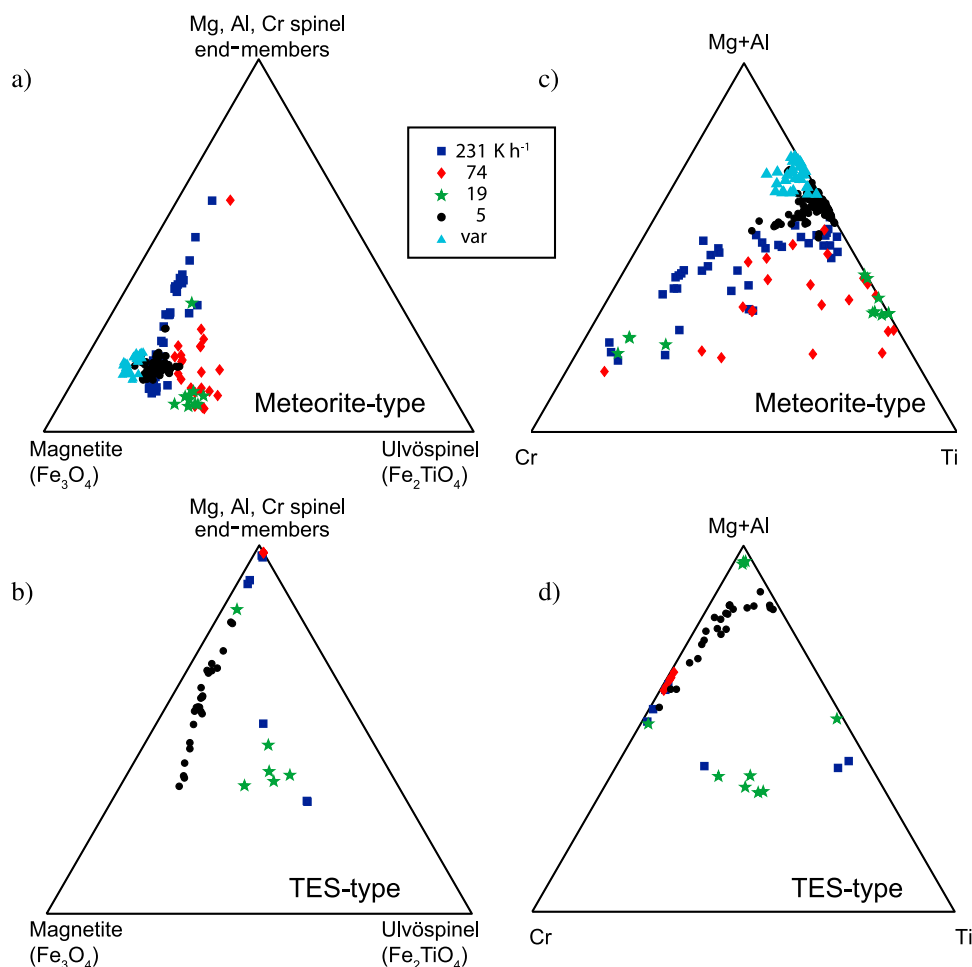 a)
Mg, Al, Cr spinel
end-members
Magnetite
(Fe₃O₄)
Ulvöspinel
(Fe₂TiO₄)
Meteorite-type
231 K h⁻¹
74
19
5
var
c)
Mg+Al
Cr
Ti
Meteorite-type
b)
Mg, Al, Cr spinel
end-members
Magnetite
(Fe₃O₄)
Ulvöspinel
(Fe₂TiO₄)
TES-type
d)
Mg+Al
Cr
Ti
TES-type